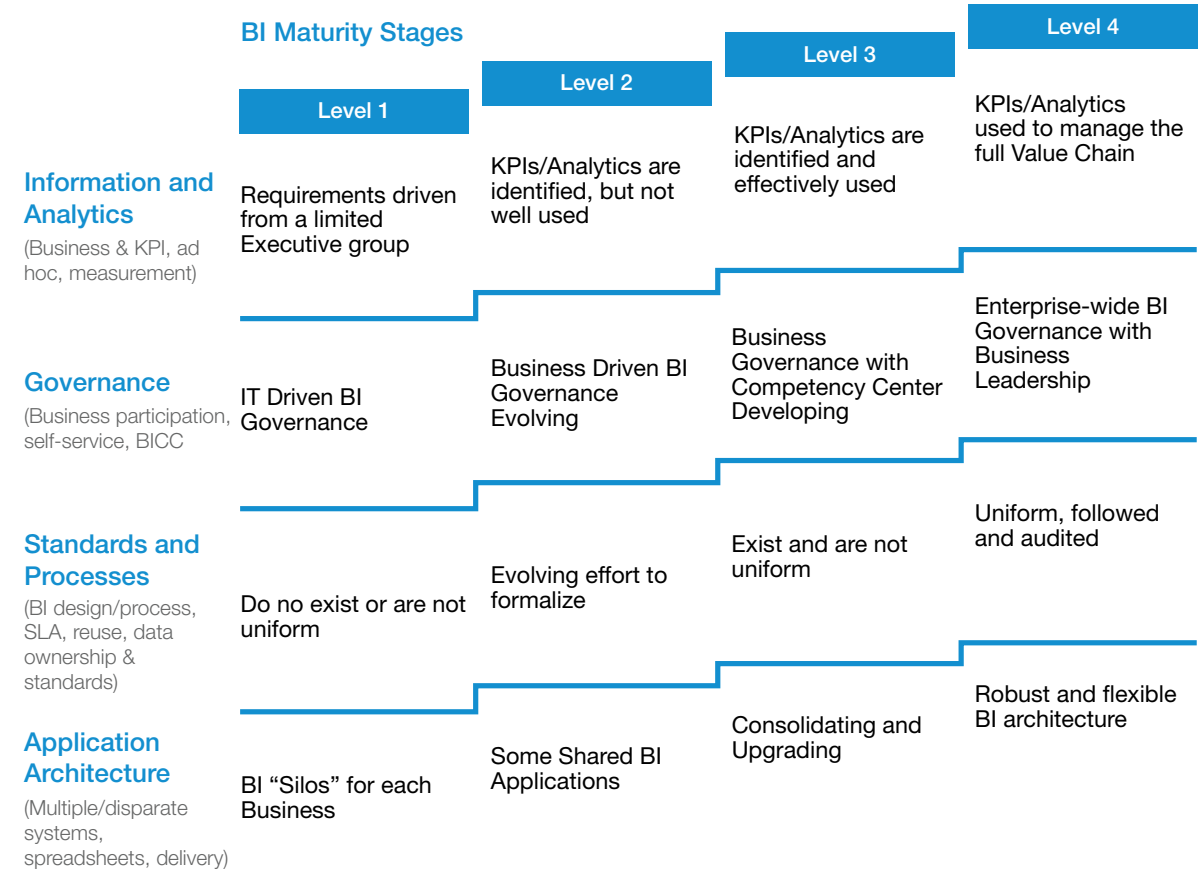 BI Maturity Stages
Level 1
Level 2
Level 3
Level 4
Information and
Analytics
(Business & KPI, ad
hoc, measurement)
Requirements driven
from a limited
Executive group
KPIs/Analytics are
identified, but not
well used
KPIs/Analytics are
identified and
effectively used
KPIs/Analytics
used to manage the
full Value Chain
Governance
(Business participation,
self-service, BICC
IT Driven BI
Governance
Business Driven BI
Governance
Evolving
Business
Governance with
Competency Center
Developing
Enterprise-wide BI
Governance with
Business
Leadership
Standards and
Processes
(BI design/process,
SLA, reuse, data
ownership &
standards)
Do no exist or are not
uniform
Evolving effort to
formalize
Exist and are not
uniform
Uniform, followed
and audited
Application
Architecture
(Multiple/disparate
systems,
spreadsheets, delivery)
BI “Silos” for each
Business
Some Shared BI
Applications
Consolidating and
Upgrading
Robust and flexible
BI architecture